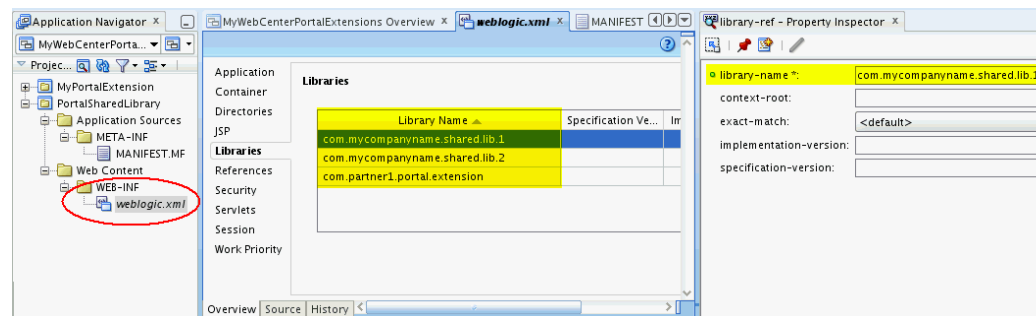 Application Navigator
MyWebCenterPorta...
Projec...
MyPortalExtension
PortalSharedLibrary
Application Sources
META-INF
MANIFEST.MF
Web Content
WEB-INF
weblogic.xml
MyWebCenterPortalExtensions Overview
weblogic.xml
MANIFEST
Application
Container
Directories
JSP
Libraries
References
Security
Servlets
Session
Work Priority
Libraries
Library Name
Specification Ve...
Im
com.mycompanyname.shared.lib.1
com.mycompanyname.shared.lib.2
com.partner1.portal.extension
Overview Source History
library-ref - Property Inspector
library-name *: com.mycompanyname.shared.lib.1
context-root:
exact-match: <default>
implementation-version:
specification-version: